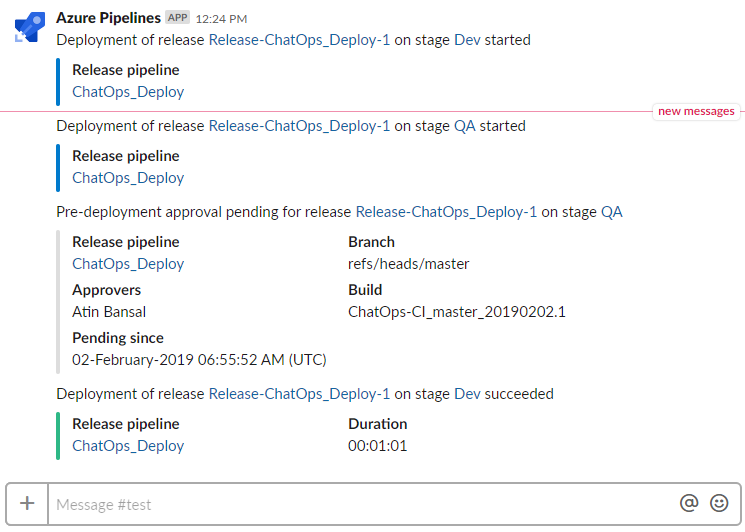 Azure Pipelines APP 12:24 PM
Deployment of release Release-ChatOps_Deploy-1 on stage Dev started
Release pipeline
ChatOps_Deploy
new messages
Deployment of release Release-ChatOps_Deploy-1 on stage QA started
Release pipeline
ChatOps_Deploy
Pre-deployment approval pending for release Release-ChatOps_Deploy-1 on stage QA
Release pipeline Branch
ChatOps_Deploy refs/heads/master
Approvers Build
Atin Bansal ChatOps-CI_master_20190202.1
Pending since
02-February-2019 06:55:52 AM (UTC)
Deployment of release Release-ChatOps_Deploy-1 on stage Dev succeeded
Release pipeline Duration
ChatOps_Deploy 00:01:01
Message #test